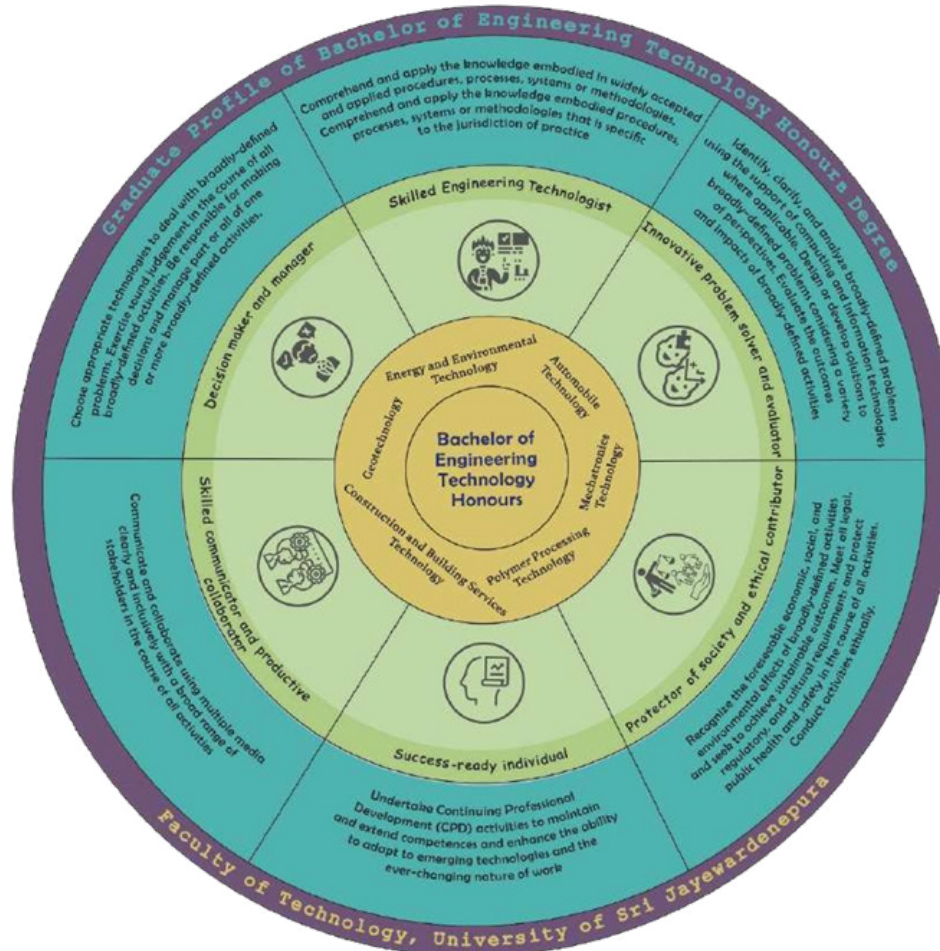 Graduate Profile of Bachelor of Engineering Technology Honours Degree
Comprehend and apply the knowledge embodied in widely accepted
and applied procedures, processes, systems or methodologies.
Comprehend and apply the knowledge embodied procedures,
processes, systems or methodologies that is specific
to the jurisdiction of practice
Skilled Engineering Technologist
Identify, clarify, and analyze broadly-defined problems
using the support of computing and information technologies
where applicable. Design or develop solutions to
broadly-defined problems considering a variety
of perspectives. Evaluate the outcomes
and impacts of broadly-defined activities
Innovative problem solver and evaluator
Recognize the foreseeable economic, social, and
environmental effects of broadly-defined activities
and seek to achieve sustainable outcomes. Meet all legal,
regulatory, and cultural requirements and protect
public health and safety in the course of all activities.
Conduct activities ethically.
Protector of society and ethical contributor
Success-ready individual
Undertake Continuing Professional
Development (CPD) activities to maintain
and extend competences and enhance the ability
to adapt to emerging technologies and the
ever-changing nature of work
Skilled communicator and productive
collaborator
Communicate and collaborate using multiple media
clearly and inclusively with a broad range of
stakeholders in the course of all activities
Choose appropriate technologies to deal with broadly-defined
problems. Exercise sound judgement in the course of all
broadly-defined activities. Be responsible for making
decisions and manage part or all of one
or more broadly-defined activities.
Decision maker and manager
Energy and Environmental
Technology
Automobile
Technology
Mechatronics
Technology
Polymer Processing
Technology
Construction and Building Services
Technology
Geotechnology
Bachelor of
Engineering
Technology
Honours
Faculty of Technology, University of Sri Jayewardenepura